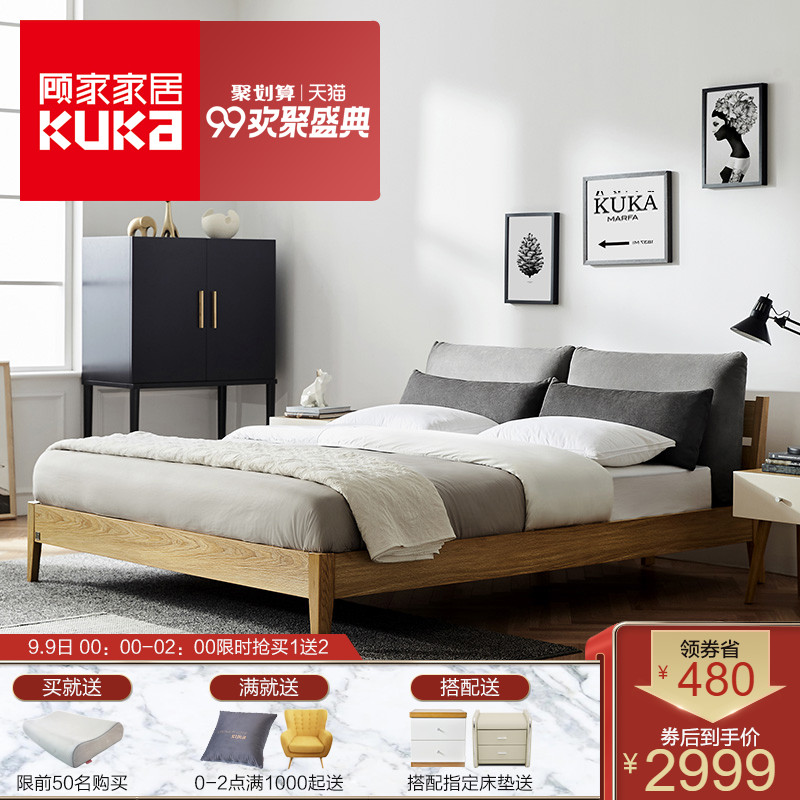 顾家家居
KUKa
聚划算|天猫
99欢聚盛典
KUKA
MARFA
9.9日 00：00-02：00限时抢买1送2
买就送
满就送
搭配送
KUKa
限前50名购买
0-2点满1000起送
搭配指定床垫送
领券省
¥480
券后到手价
¥2999